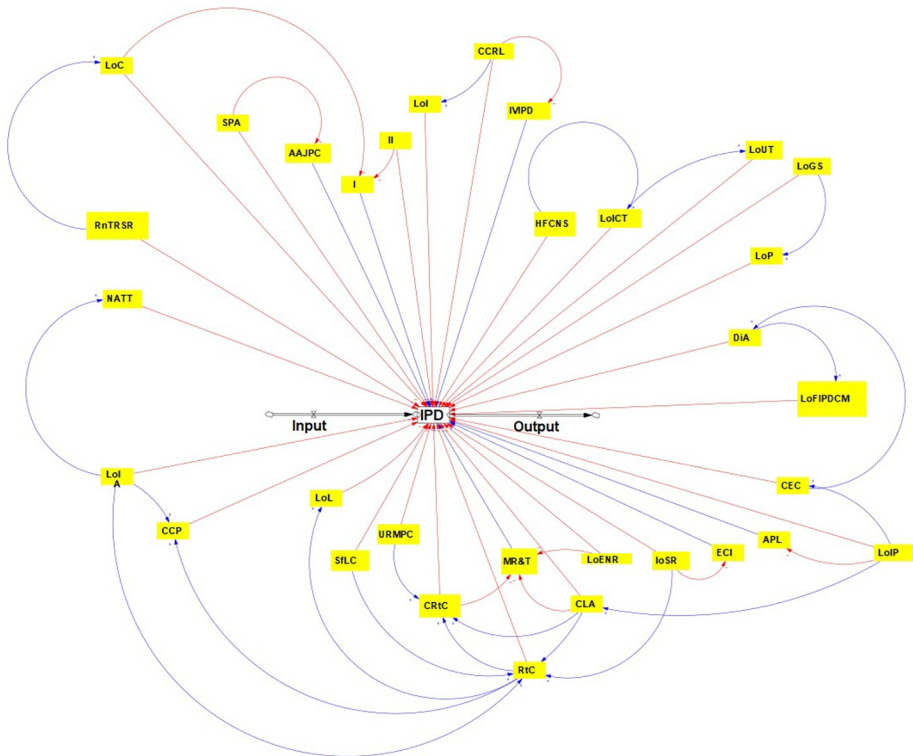 CCRL
LoC
LoI
IVIPD
SPA
II
AAJPC
LoUT
I
LoGS
RnTRSR
HFCNS
LoICT
LoP
NATT
DiA
LoFIPDCM
IPD
Input
Output
LoI
A
CEC
LoL
CCP
URMPC
APL
LoIP
ECI
SfLC
MR&T
LoENR
IoSR
CRtC
CLA
RtC